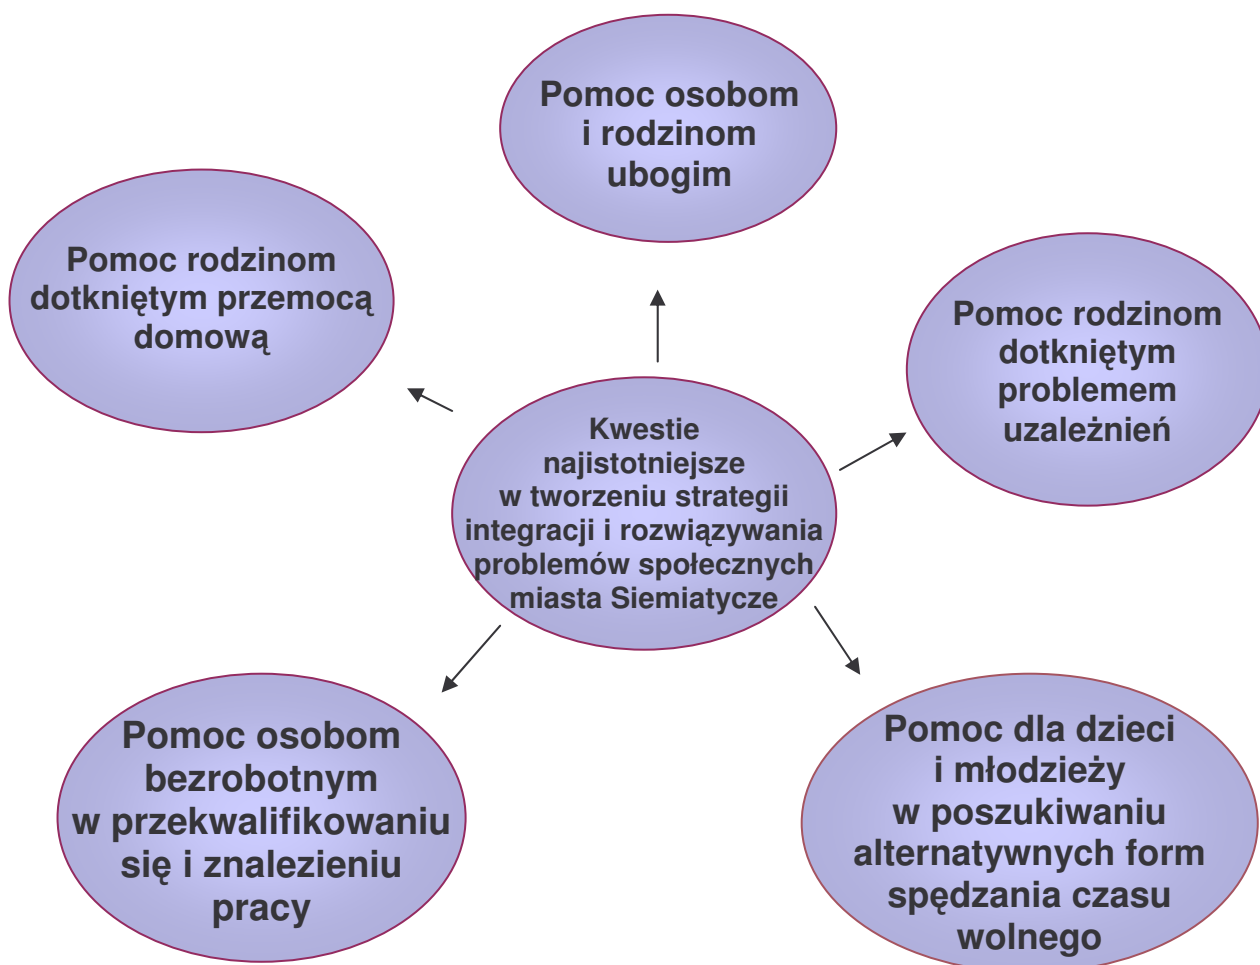 Pomoc osobom
i rodzinom
ubogim
Pomoc rodzinom
dotkniętym przemocą
domową
Pomoc rodzinom
dotkniętym
problemem
uzależnień
Kwestie
najistotniejsze
w tworzeniu strategii
integracji i rozwiązywania
problemów społecznych
miasta Siemiatycze
Pomoc osobom
bezrobotnym
w przekwalifikowaniu
się i znalezieniu
pracy
Pomoc dla dzieci
i młodzieży
w poszukiwaniu
alternatywnych form
spędzania czasu
wolnego